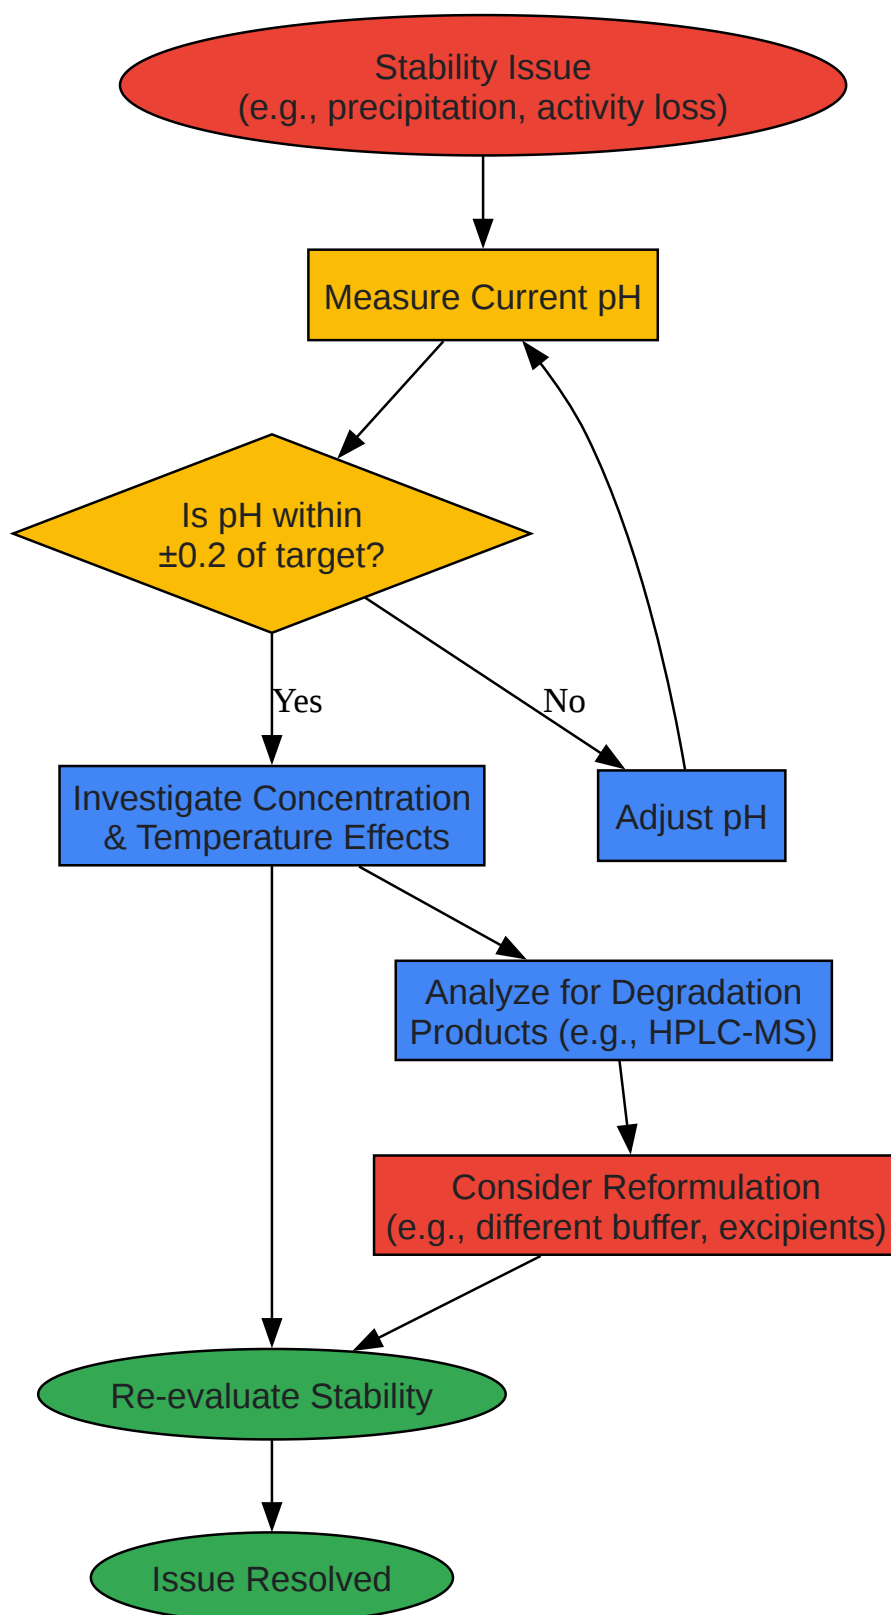 Stability Issue
(e.g., precipitation, activity loss)
Measure Current pH
Is pH within
±0.2 of target?
Yes
No
Investigate Concentration
& Temperature Effects
Adjust pH
Analyze for Degradation
Products (e.g., HPLC-MS)
Consider Reformulation
(e.g., different buffer, excipients)
Re-evaluate Stability
Issue Resolved